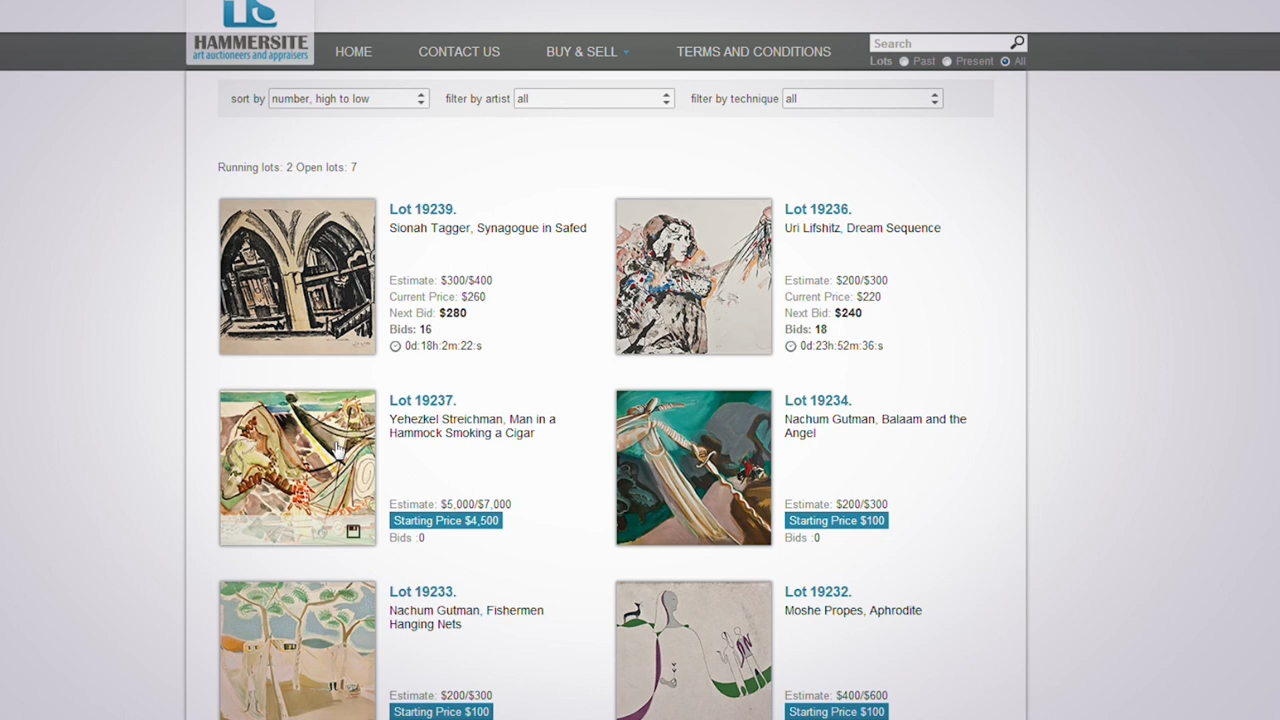 HAMMERSITE
art auctioneers and appraisers
HOME
CONTACT US
BUY & SELL
TERMS AND CONDITIONS
Search
Lots Past Present All
sort by number, high to low
filter by artist all
filter by technique all
Running lots: 2 Open lots: 7
Lot 19239.
Sionah Tagger, Synagogue in Safed
Estimate: $300/$400
Current Price: $260
Next Bid: $280
Bids: 16
0d:18h:2m:22:s
Lot 19236.
Uri Lifshitz, Dream Sequence
Estimate: $200/$300
Current Price: $220
Next Bid: $240
Bids: 18
0d:23h:52m:36:s
Lot 19237.
Yehezkel Streichman, Man in a
Hammock Smoking a Cigar
Estimate: $5,000/$7,000
Starting Price $4,500
Bids :0
Lot 19234.
Nachum Gutman, Balaam and the
Angel
Estimate: $200/$300
Starting Price $100
Bids :0
Lot 19233.
Nachum Gutman, Fishermen
Hanging Nets
Estimate: $200/$300
Starting Price $100
Lot 19232.
Moshe Propes, Aphrodite
Estimate: $400/$600
Starting Price $100